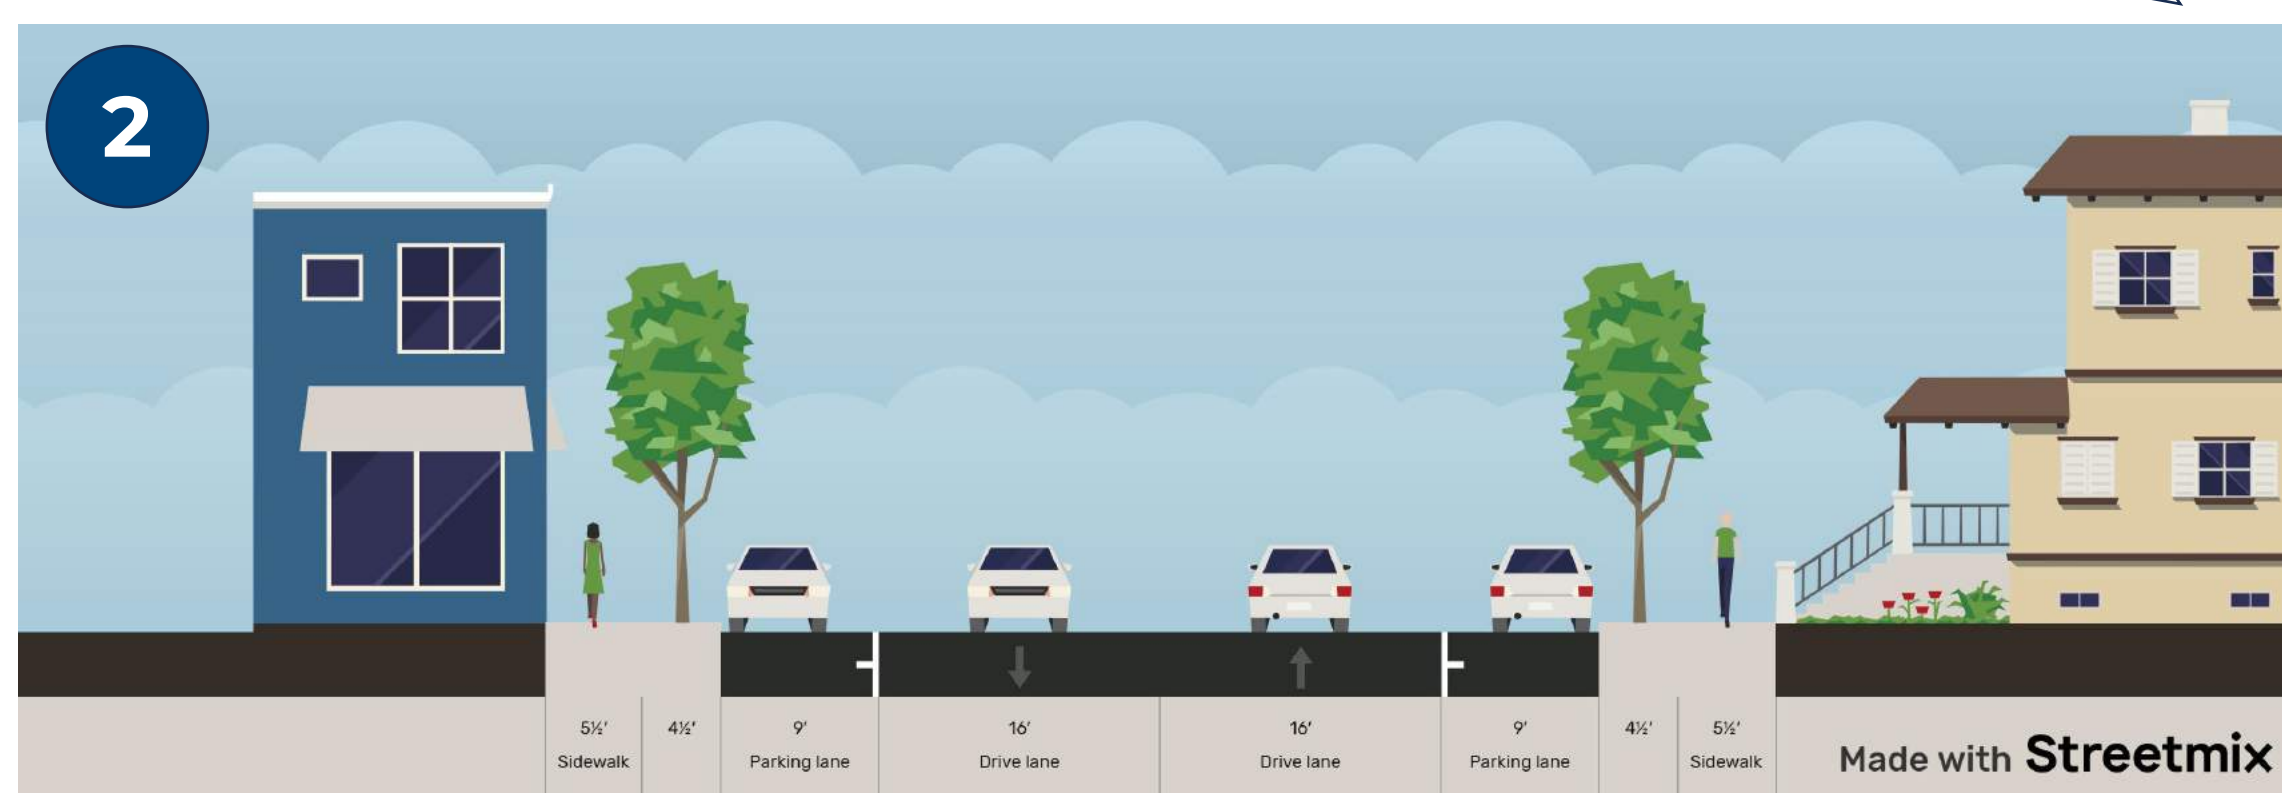 2
5½' 4½' 9' 16' 16' 9' 4½' 5½'
Sidewalk Parking lane Drive lane Drive lane Parking lane Sidewalk
Made with Streetmix